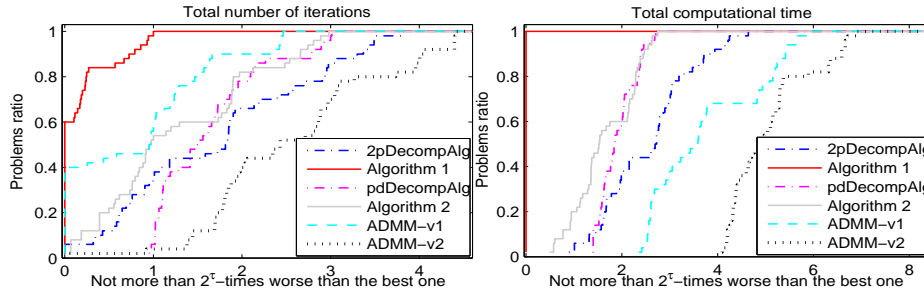 Total number of iterations
1
0.8
0.6
0.4
0.2
0
Problems ratio
2pDecompAlg
Algorithm 1
pdDecompAlg
Algorithm 2
ADMM-v1
ADMM-v2
0 1 2 3 4
Not more than 2^τ-times worse than the best one
Total computational time
1
0.8
0.6
0.4
0.2
0
Problems ratio
2pDecompAlg
Algorithm 1
pdDecompAlg
Algorithm 2
ADMM-v1
ADMM-v2
0 2 4 6 8
Not more than 2^τ-times worse than the best one